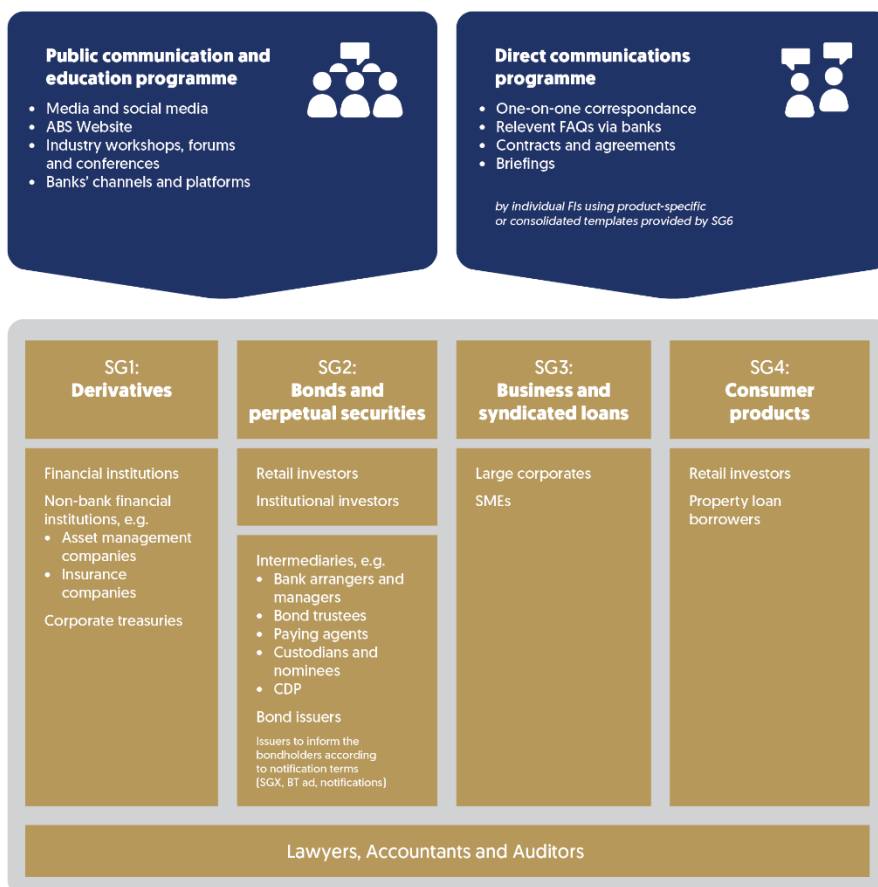 Public communication and
education programme
• Media and social media
• ABS Website
• Industry workshops, forums
and conferences
• Banks' channels and platforms
Direct communications
programme
• One-on-one correspondance
• Relevent FAQs via banks
• Contracts and agreements
• Briefings
by individual FIs using product-specific
or consolidated templates provided by SG6
SG1:
Derivatives
Financial institutions
Non-bank financial
institutions, e.g.
• Asset management
companies
• Insurance
companies
Corporate treasuries
SG2:
Bonds and
perpetual securities
Retail investors
Institutional investors
Intermediaries, e.g.
• Bank arrangers and
managers
• Bond trustees
• Paying agents
• Custodians and
nominees
• CDP
Bond issuers
Issuers to inform the
bondholders according
to notification terms
(SGX, BT ad, notifications)
SG3:
Business and
syndicated loans
Large corporates
SMEs
SG4:
Consumer
products
Retail investors
Property loan
borrowers
Lawyers, Accountants and Auditors